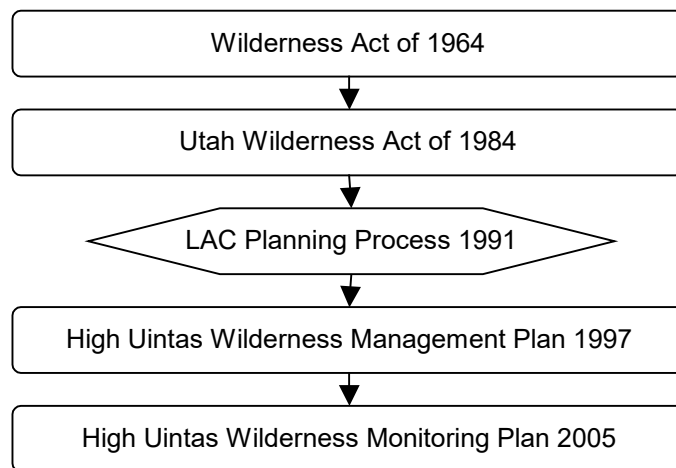 Wilderness Act of 1964
Utah Wilderness Act of 1984
LAC Planning Process 1991
High Uintas Wilderness Management Plan 1997
High Uintas Wilderness Monitoring Plan 2005